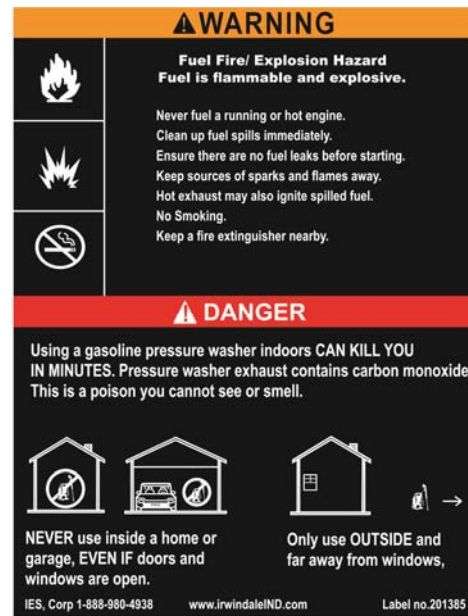 WARNING
Fuel Fire/ Explosion Hazard
Fuel is flammable and explosive.
Never fuel a running or hot engine.
Clean up fuel spills immediately.
Ensure there are no fuel leaks before starting.
Keep sources of sparks and flames away.
Hot exhaust may also ignite spilled fuel.
No Smoking.
Keep a fire extinguisher nearby.
DANGER
Using a gasoline pressure washer indoors CAN KILL YOU
IN MINUTES. Pressure washer exhaust contains carbon monoxide
This is a poison you cannot see or smell.
NEVER use inside a home or
garage, EVEN IF doors and
windows are open.
Only use OUTSIDE and
far away from windows,
IES, Corp 1-888-980-4938 www.irwindaleIND.com Label no.201385